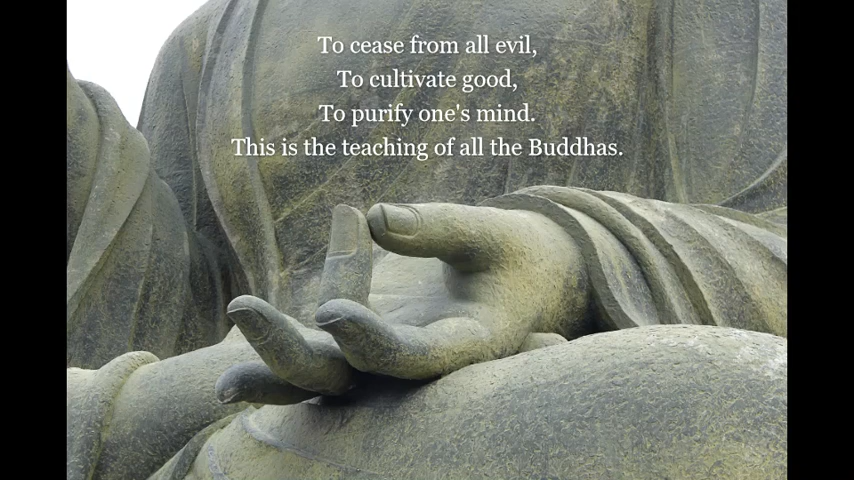 To cease from all evil,
To cultivate good,
To purify one's mind.
This is the teaching of all the Buddhas.